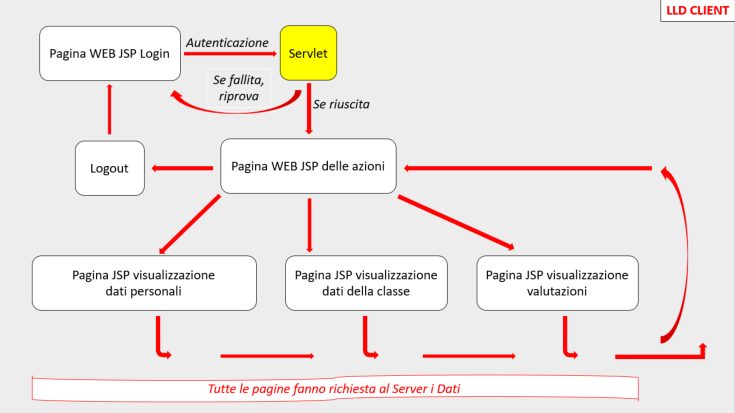 LLD CLIENT
Pagina WEB JSP Login
Autenticazione
Servlet
Se fallita,
riprova
Se riuscita
Logout
Pagina WEB JSP delle azioni
Pagina JSP visualizzazione
dati personali
Pagina JSP visualizzazione
dati della classe
Pagina JSP visualizzazione
valutazioni
Tutte le pagine fanno richiesta al Server i Dati